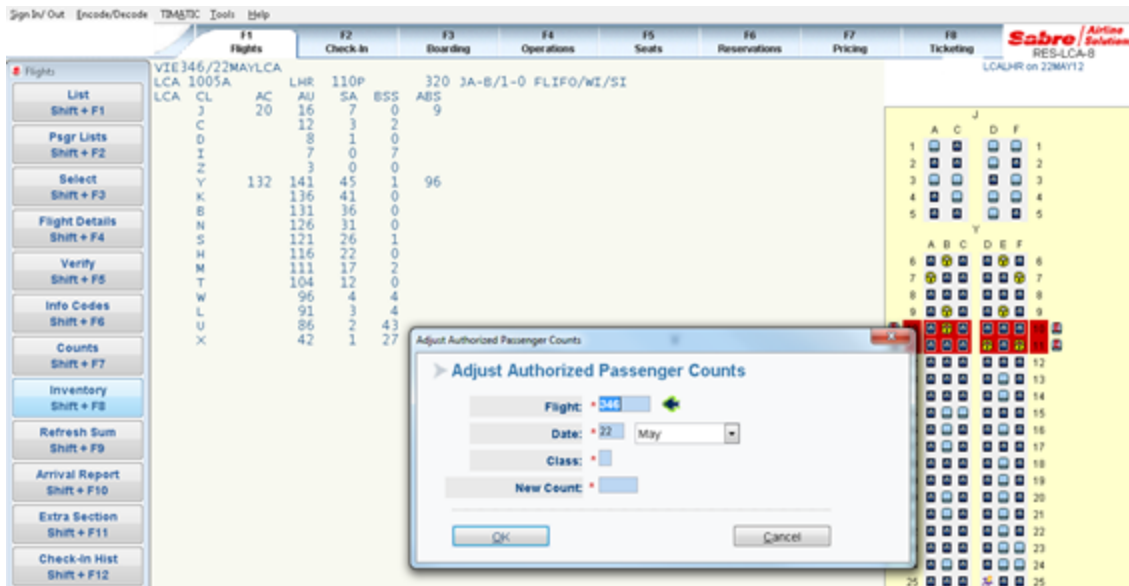 Sign In/ Out Encode/Decode TIMATIC Tools Help
F1 F2 F3 F4 F5 F6 F7 F8
Flights Check-In Boarding Operations Seats Reservations Pricing Ticketing
Sabre Airline Solutions
RES-LCA-8
LCALHR on 22MAY12
Flights
List
Shift + F1
Psgr Lists
Shift + F2
Select
Shift + F3
Flight Details
Shift + F4
Verify
Shift + F5
Info Codes
Shift + F6
Counts
Shift + F7
Inventory
Shift + F8
Refresh Sum
Shift + F9
Arrival Report
Shift + F10
Extra Section
Shift + F11
Check-In Hist
Shift + F12
VIE346/22MAYLCA
LCA 1005A LHR 110P 320 JA-8/1-0 FLIFO/WI/SI
LCA CL AC AU SA BSS ABS
J 20 16 7 0 9
C 12 3 2
D 8 1 0
I 7 0 7
Z 3 0 0
Y 132 141 45 1 96
K 136 41 0
B 131 36 0
N 126 31 0
S 121 26 1
H 116 22 0
M 111 17 2
T 104 12 0
W 96 4 4
L 91 3 4
U 86 2 43
X 42 1 27
Adjust Authorized Passenger Counts
Adjust Authorized Passenger Counts
Flight: * 346
Date: * 22 May
Class: *
New Count: *
OK Cancel
J
A C D F
1 1
2 2
3 3
4 4
5 5
Y
A B C D E F
6 6
7 7
8 8
9 9
10
11
12
13
14
15
16
17
18
19
20
21
22
23
24
25 25